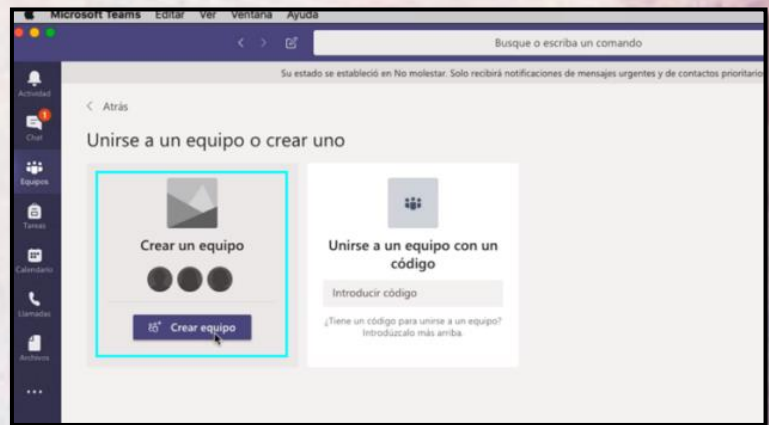 Microsoft Teams Editar Ver Ventana Ayuda
Busque o escriba un comando
Su estado se estableció en No molestar. Solo recibirá notificaciones de mensajes urgentes y de contactos prioritario
Actividad
Atrás
1
Chat
Unirse a un equipo o crear uno
Equipos
Tareas
Crear un equipo
Unirse a un equipo con un
código
Calendario
Introducir código
Llamadas
Crear equipo
¿Tiene un código para unirse a un equipo?
Introdúzcalo más arriba.
Archivos